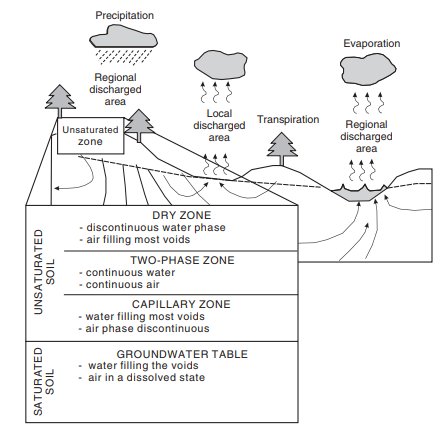 Precipitation
Evaporation
Regional
discharged
area
Local
discharged
area
Transpiration
Regional
discharged
area
Unsaturated
zone
UNSATURATED
SOIL
DRY ZONE
- discontinuous water phase
- air filling most voids
TWO-PHASE ZONE
- continuous water
- continuous air
CAPILLARY ZONE
- water filling most voids
- air phase discontinuous
SATURATED
SOIL
GROUNDWATER TABLE
- water filling the voids
- air in a dissolved state